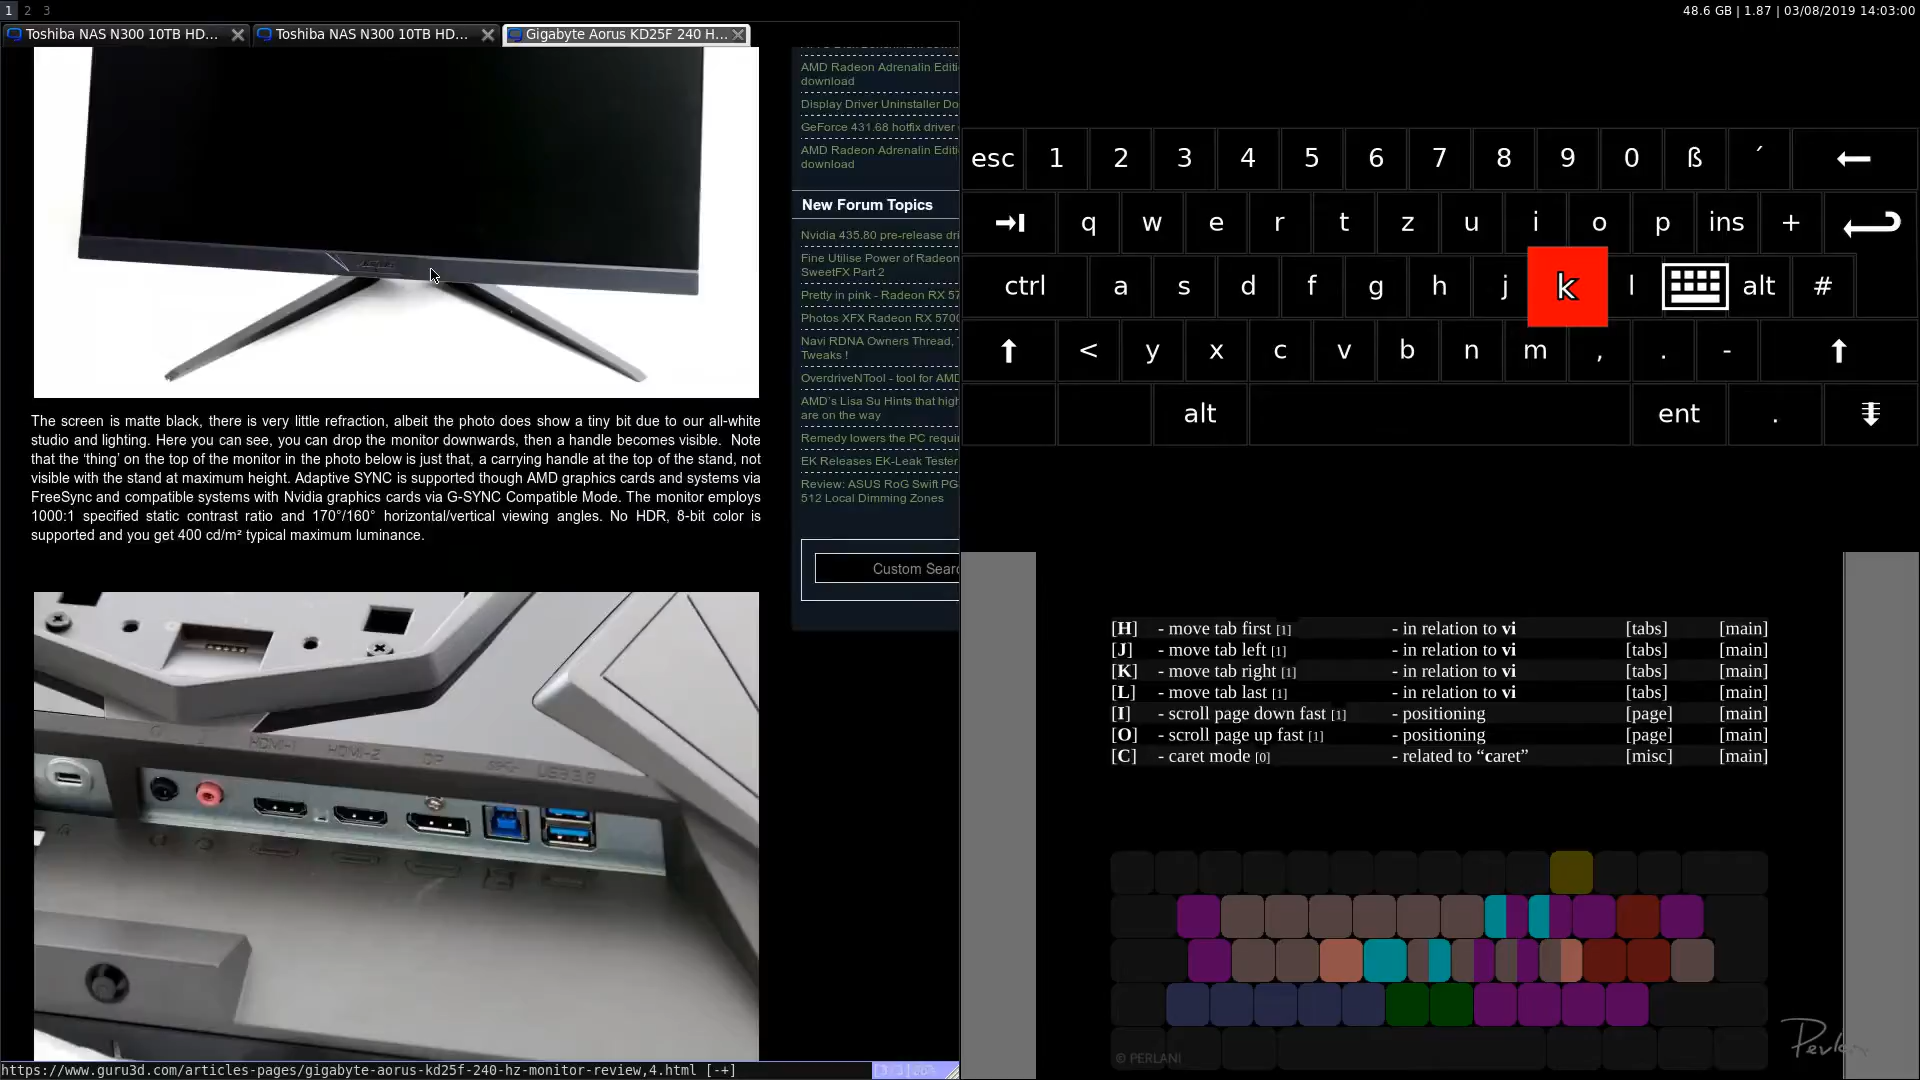 1 2 3
48.6 GB | 1.87 | 03/08/2019 14:03:00
Toshiba NAS N300 10TB HD...
Toshiba NAS N300 10TB HD...
Gigabyte Aorus KD25F 240 H...
The screen is matte black, there is very little refraction, albeit the photo does show a tiny bit due to our all-white
studio and lighting. Here you can see, you can drop the monitor downwards, then a handle becomes visible. Note
that the ‘thing’ on the top of the monitor in the photo below is just that, a carrying handle at the top of the stand, not
visible with the stand at maximum height. Adaptive SYNC is supported though AMD graphics cards and systems via
FreeSync and compatible systems with Nvidia graphics cards via G-SYNC Compatible Mode. The monitor employs
1000:1 specified static contrast ratio and 170°/160° horizontal/vertical viewing angles. No HDR, 8-bit color is
supported and you get 400 cd/m² typical maximum luminance.
HDMI-1 HDMI-2 DP USB3.0
AMD Radeon Adrenalin Editi
download
Display Driver Uninstaller Do
GeForce 431.68 hotfix driver
AMD Radeon Adrenalin Editi
download
New Forum Topics
Nvidia 435.80 pre-release dri
Fine Utilise Power of Radeon
SweetFX Part 2
Pretty in pink - Radeon RX 57
Photos XFX Radeon RX 5700
Navi RDNA Owners Thread, T
Tweaks !
OverdriveNTool - tool for AMD
AMD's Lisa Su Hints that high
are on the way
Remedy lowers the PC requir
EK Releases EK-Leak Tester
Review: ASUS RoG Swift PG
512 Local Dimming Zones
Custom Searc
https://www.guru3d.com/articles-pages/gigabyte-aorus-kd25f-240-hz-monitor-review,4.html [-+]
esc 1 2 3 4 5 6 7 8 9 0 ß ´ ←
q w e r t z u i o p ins +
ctrl a s d f g h j k l alt #
↑ < y x c v b n m , . - ↑
alt ent .
[H] - move tab first [1] - in relation to vi [tabs] [main]
[J] - move tab left [1] - in relation to vi [tabs] [main]
[K] - move tab right [1] - in relation to vi [tabs] [main]
[L] - move tab last [1] - in relation to vi [tabs] [main]
[I] - scroll page down fast [1] - positioning [page] [main]
[O] - scroll page up fast [1] - positioning [page] [main]
[C] - caret mode [0] - related to “caret” [misc] [main]
© PERLANI